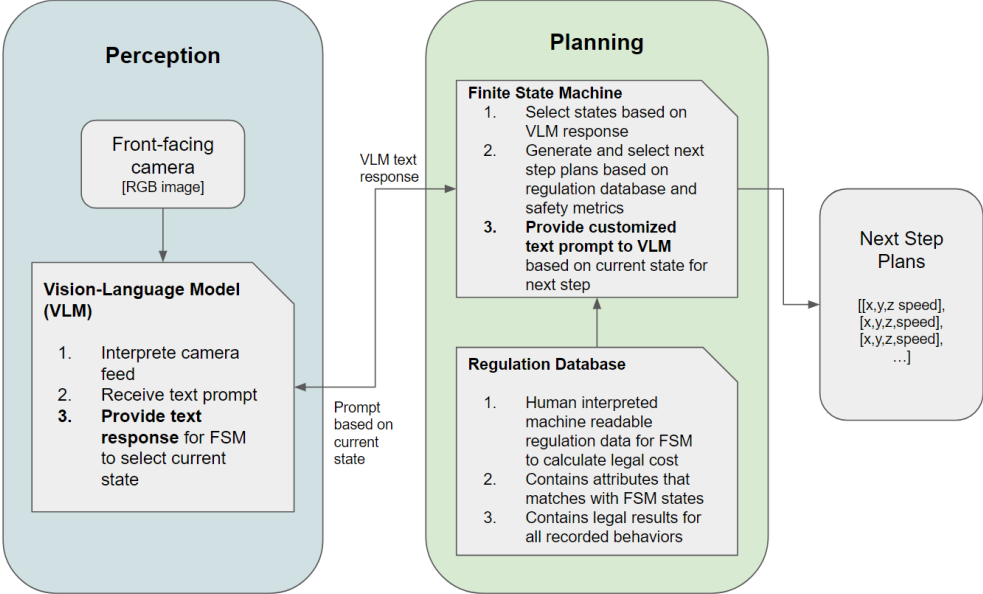 Perception
Front-facing
camera
[RGB image]
Vision-Language Model
(VLM)
1. Interprete camera
feed
2. Receive text prompt
3. Provide text
response for FSM
to select current
state
VLM text
response
Prompt
based on
current
state
Planning
Finite State Machine
1. Select states based on
VLM response
2. Generate and select next
step plans based on
regulation database and
safety metrics
3. Provide customized
text prompt to VLM
based on current state for
next step
Regulation Database
1. Human interpreted
machine readable
regulation data for FSM
to calculate legal cost
2. Contains attributes that
matches with FSM states
3. Contains legal results for
all recorded behaviors
Next Step
Plans
[[x,y,z speed],
[x,y,z,speed],
[x,y,z,speed],
…]